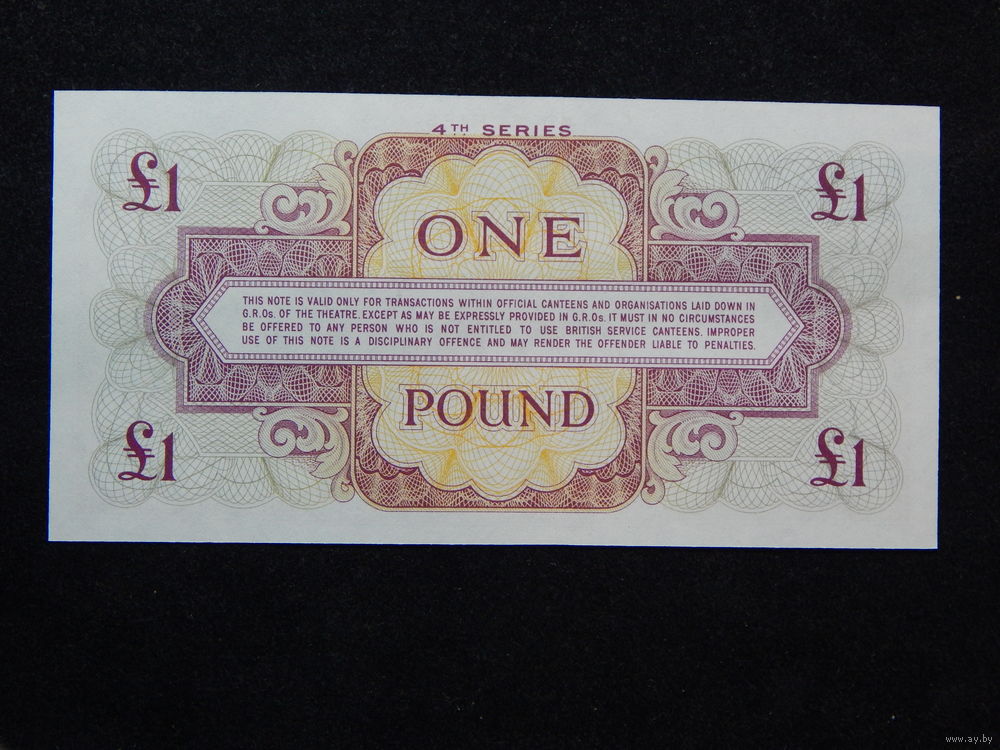 4TH SERIES
£1
£1
ONE
THIS NOTE IS VALID ONLY FOR TRANSACTIONS WITHIN OFFICIAL CANTEENS AND ORGANISATIONS LAID DOWN IN
G.R.Os. OF THE THEATRE. EXCEPT AS MAY BE EXPRESSLY PROVIDED IN G.R.Os. IT MUST IN NO CIRCUMSTANCES
BE OFFERED TO ANY PERSON WHO IS NOT ENTITLED TO USE BRITISH SERVICE CANTEENS. IMPROPER
USE OF THIS NOTE IS A DISCIPLINARY OFFENCE AND MAY RENDER THE OFFENDER LIABLE TO PENALTIES.
POUND
£1
£1
www.ay.by